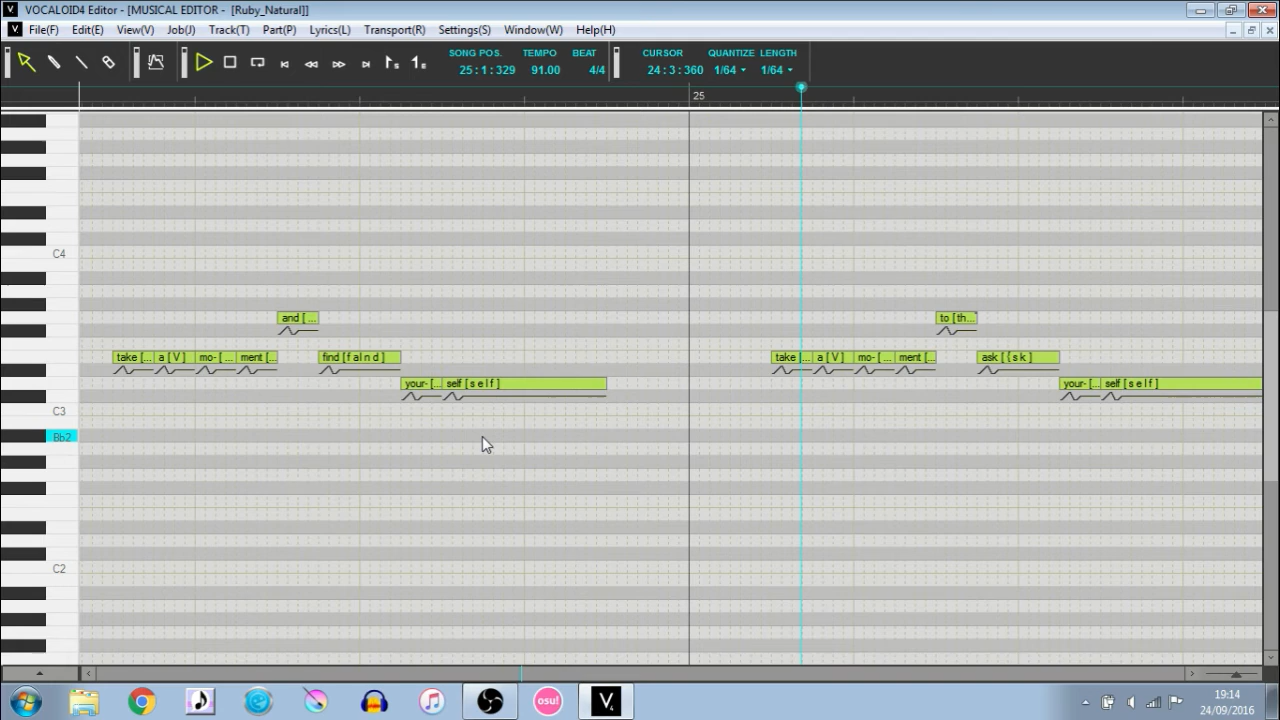 VOCALOID4 Editor - [MUSICAL EDITOR - [Ruby_Natural]]
File(F) Edit(E) View(V) Job(J) Track(T) Part(P) Lyrics(L) Transport(R) Settings(S) Window(W) Help(H)
SONG POS. TEMPO BEAT CURSOR QUANTIZE LENGTH
25 : 1 : 329 91.00 4/4 24 : 3 : 360 1/64 1/64
25
C4
and [ ... to [th...
take [... a [ V ] mo- [ ... ment [... find [ f aI n d ] take [... a [ V ] mo- [ ... ment [... ask [ { s k ]
your- [... self [ s e l f ] your- [... self [ s e l f ]
C3
Bb2
C2
osu! V4 19:14
24/09/2016